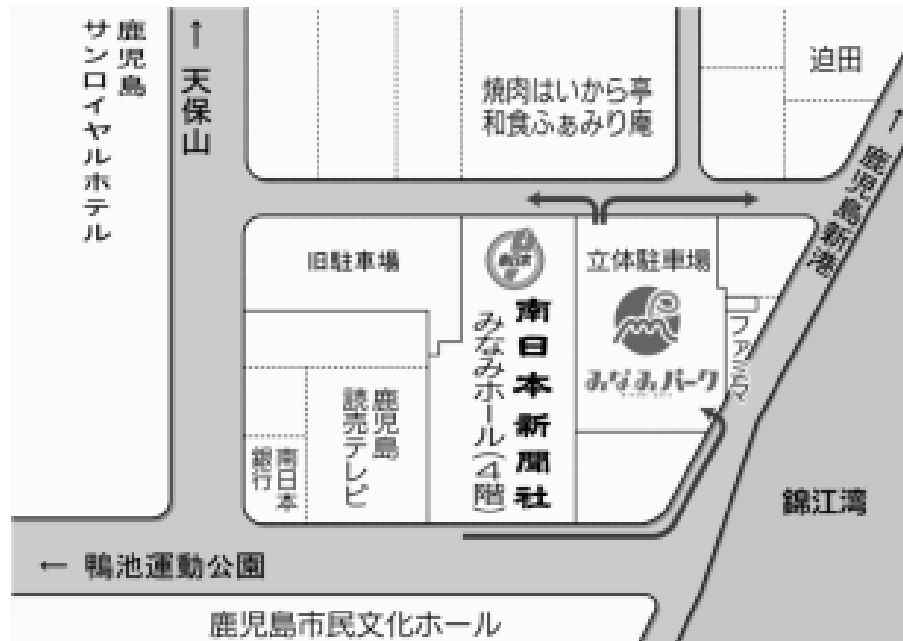 鹿児島
サンロイヤルホテル
↑ 天保山
焼肉はいから亭
和食ふぁみり庵
迫田
↑ 鹿児島新港
旧駐車場
南日本新聞社
みなみホール(4階)
立体駐車場
みなみパーク
ファミマ
鹿児島
読売テレビ
南日本
銀行
錦江湾
← 鴨池運動公園
鹿児島市民文化ホール